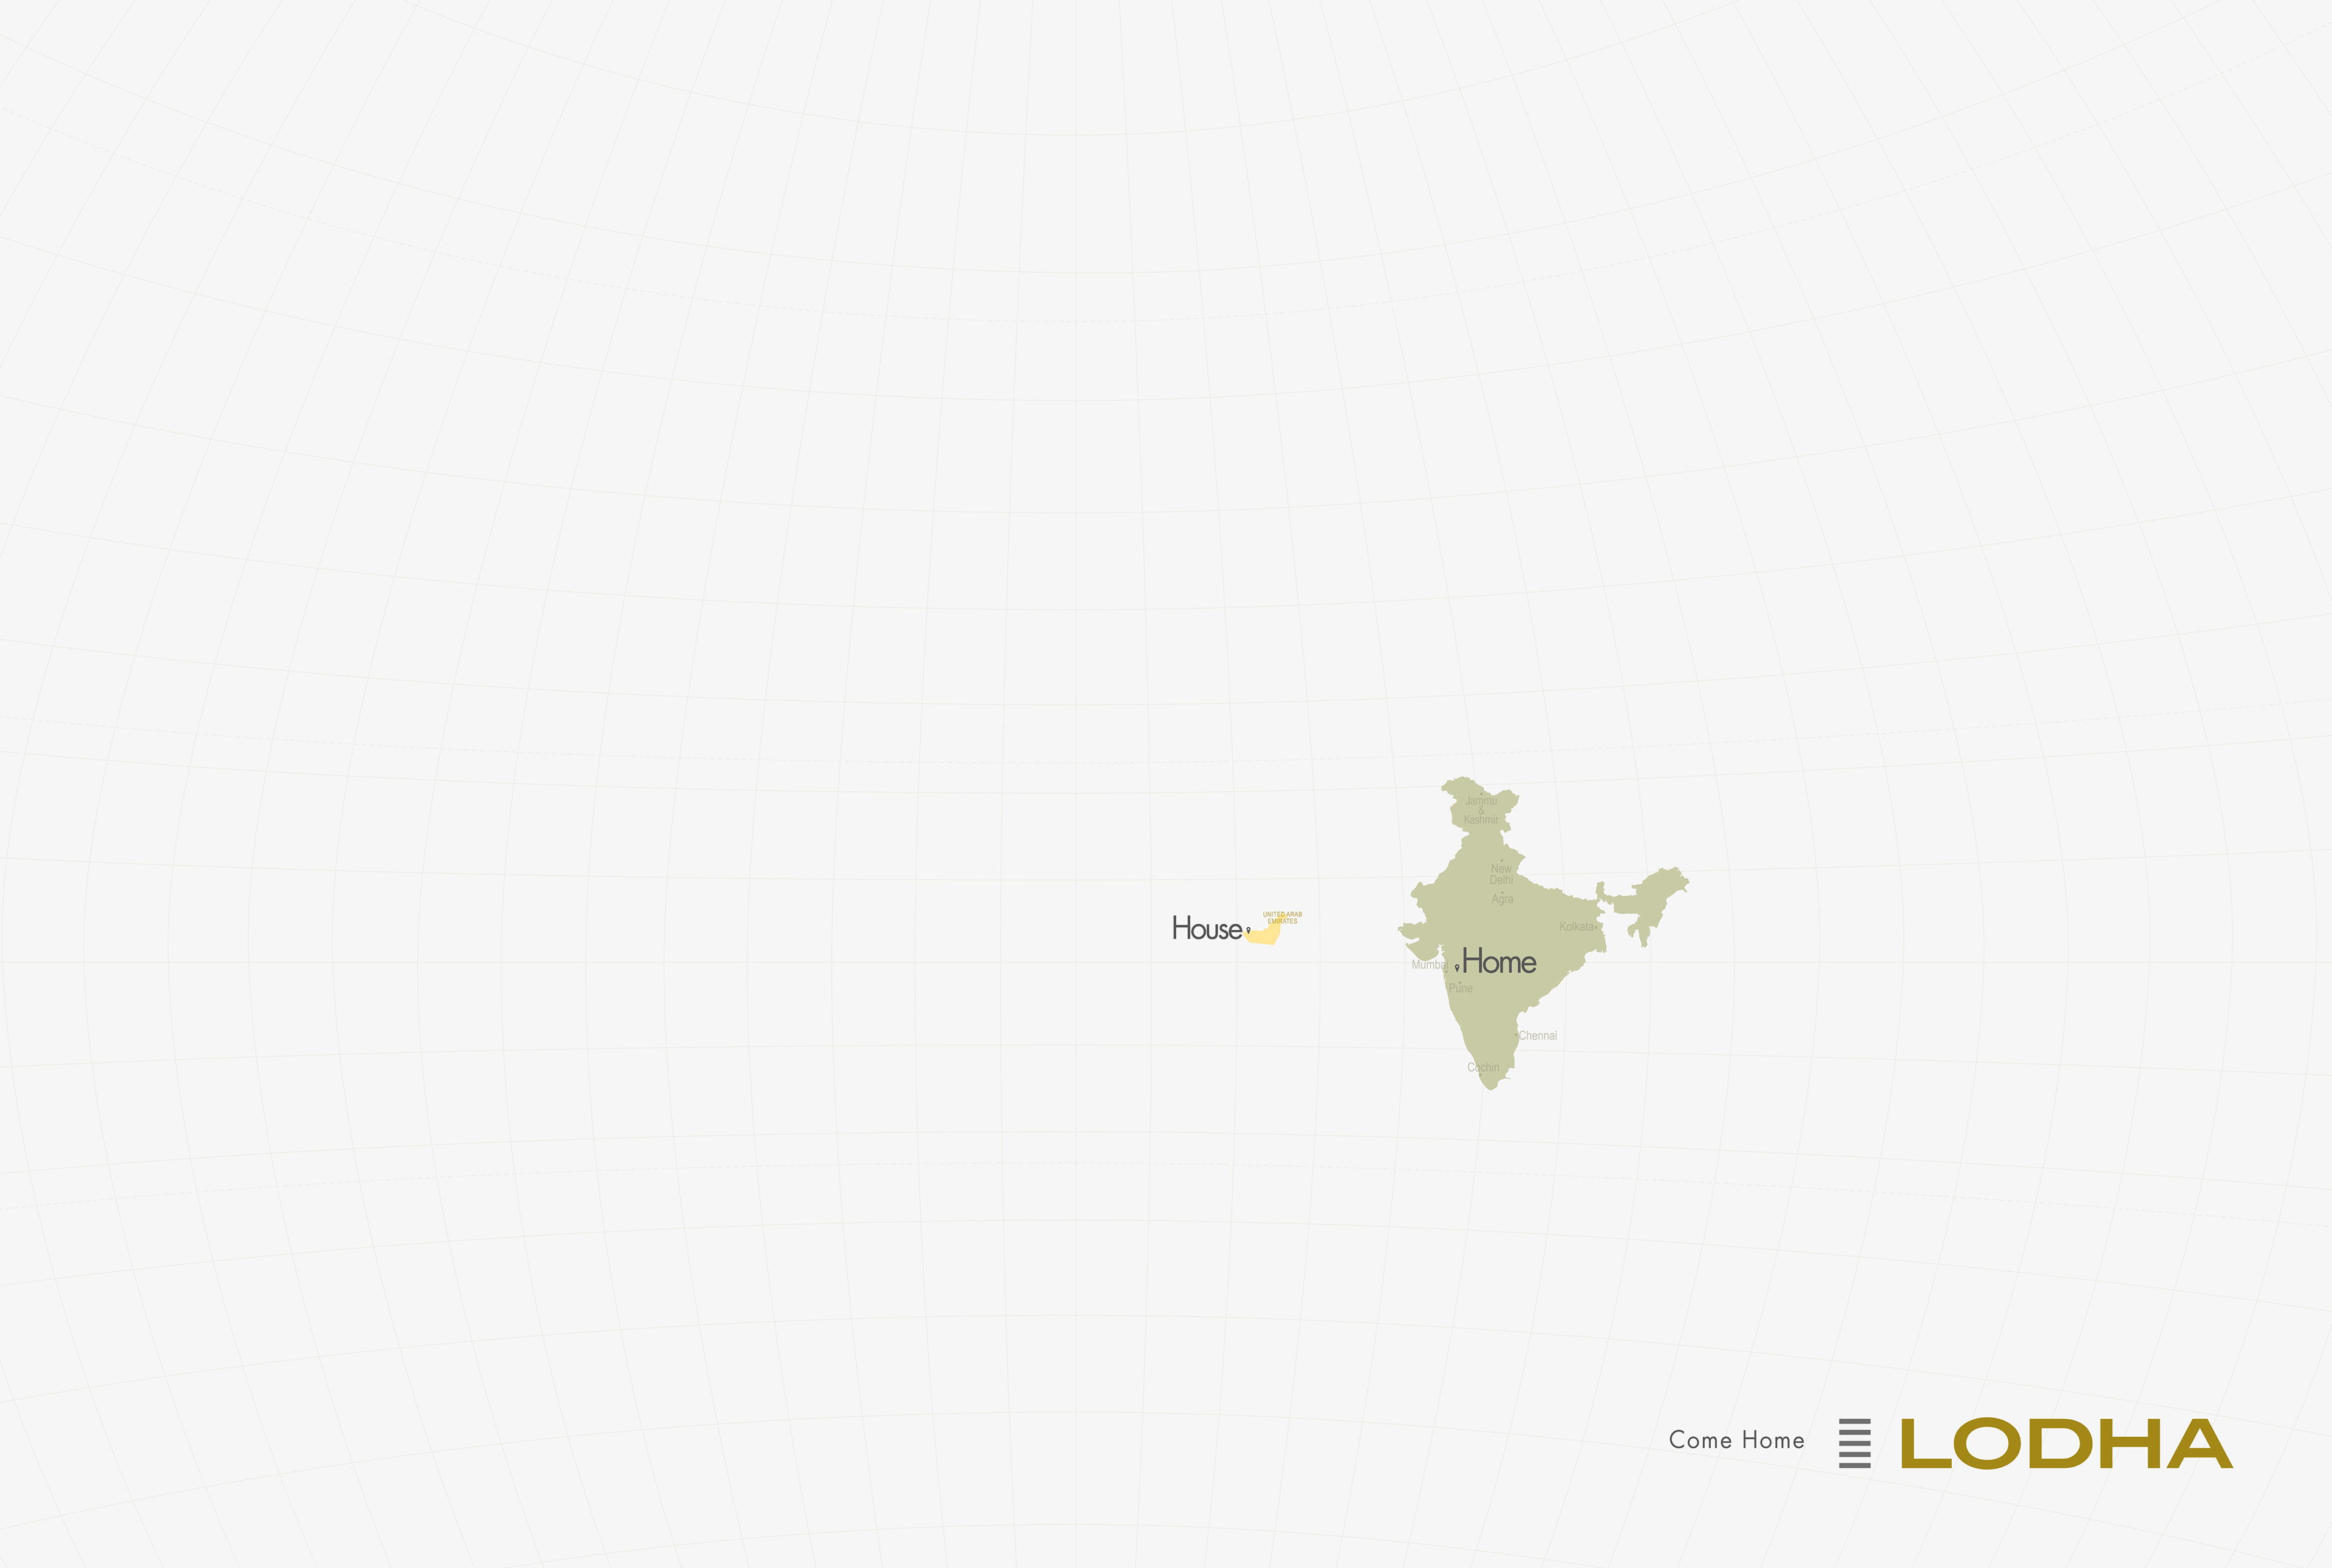 Jammu
&
Kashmir
New
Delhi
Agra
UNITED ARAB
EMIRATES
House
Kolkata
Home
Mumbai
Pune
Chennai
Cochin
Come Home
LODHA